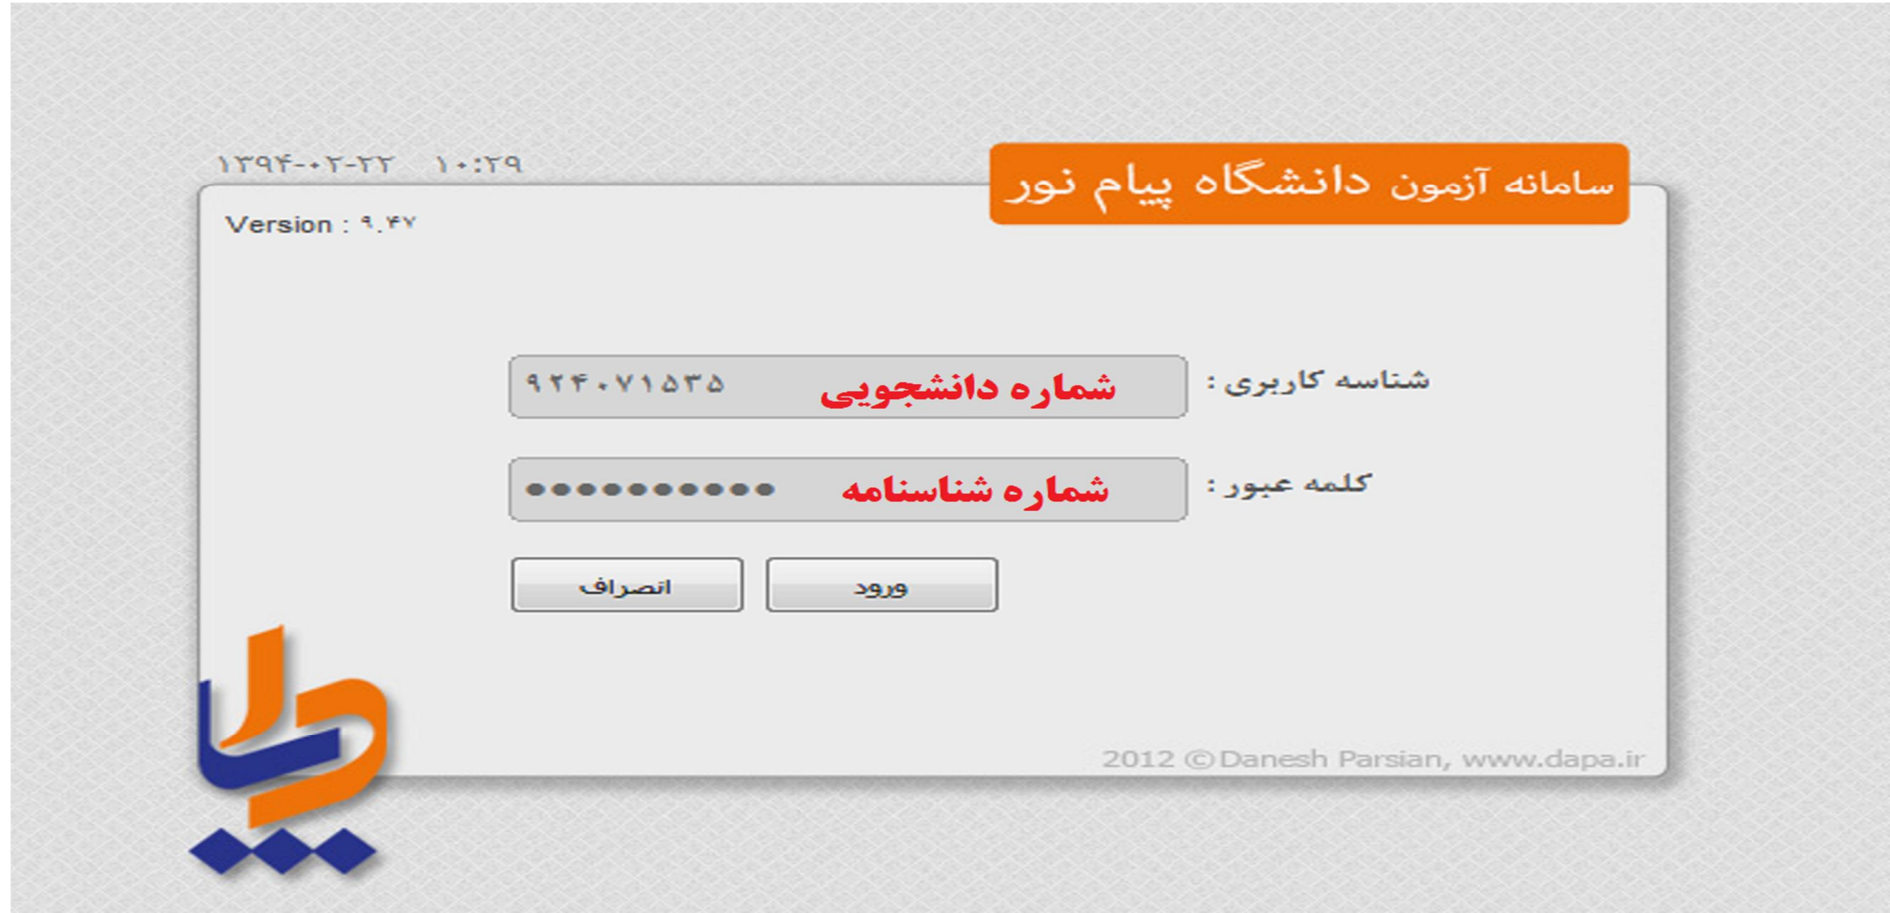 ۱۳۹۴-۰۲-۲۲ ۱۰:۲۹
سامانه آزمون دانشگاه پیام نور
Version : ۹.۴۷
شناسه کاربری :
شماره دانشجویی
۹۲۴۰۷۱۵۳۵
کلمه عبور :
شماره شناسنامه
●●●●●●●●●●
ورود
انصراف
2012 © Danesh Parsian, www.dapa.ir